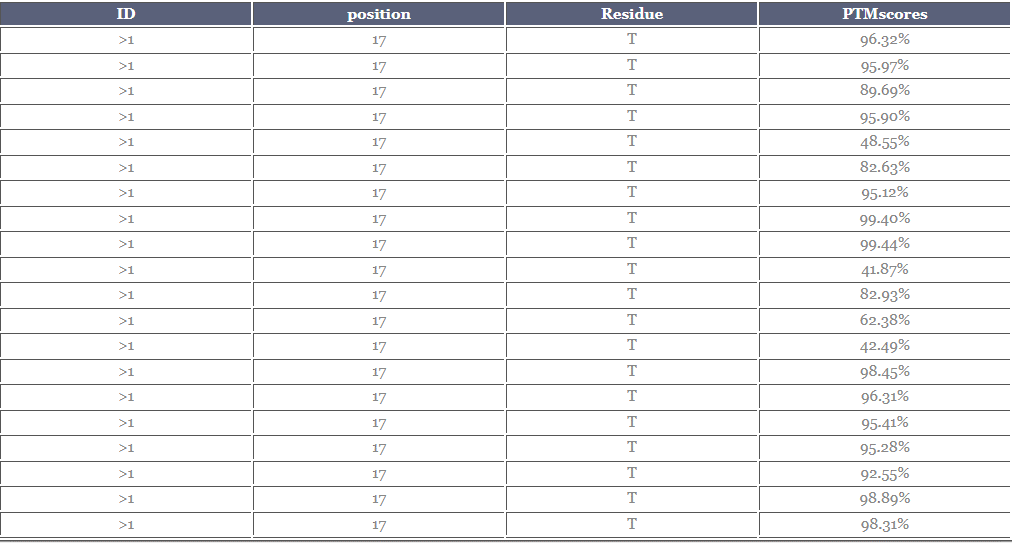 ID position Residue PTMscores
>1 17 T 96.32%
>1 17 T 95.97%
>1 17 T 89.69%
>1 17 T 95.90%
>1 17 T 48.55%
>1 17 T 82.63%
>1 17 T 95.12%
>1 17 T 99.40%
>1 17 T 99.44%
>1 17 T 41.87%
>1 17 T 82.93%
>1 17 T 62.38%
>1 17 T 42.49%
>1 17 T 98.45%
>1 17 T 96.31%
>1 17 T 95.41%
>1 17 T 95.28%
>1 17 T 92.55%
>1 17 T 98.89%
>1 17 T 98.31%